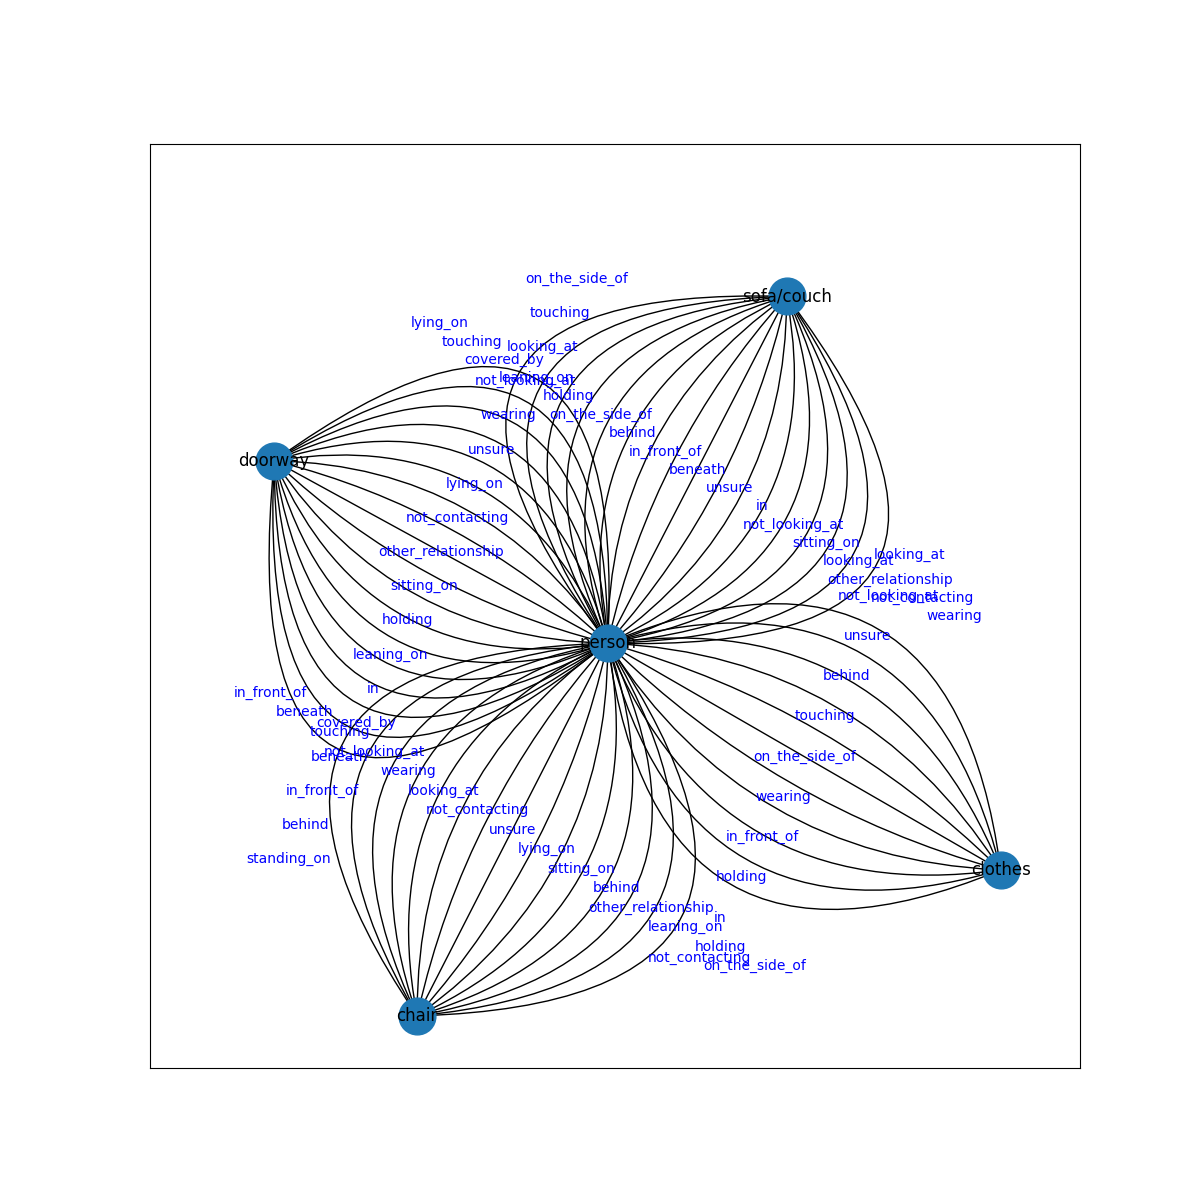 on_the_side_of
sofa/couch
touching
lying_on
touching
looking_at
covered_by
leaning_on
not_looking_at
holding
wearing
on_the_side_of
behind
unsure
in_front_of
doorway
beneath
lying_on
unsure
in
not_contacting
not_looking_at
sitting_on
other_relationship
looking_at
looking_at
other_relationship
sitting_on
not_looking_at
not_contacting
wearing
holding
unsure
person
leaning_on
behind
in
in_front_of
beneath
touching
covered_by
touching
not_looking_at
beneath
on_the_side_of
wearing
looking_at
in_front_of
wearing
not_contacting
behind
unsure
in_front_of
lying_on
standing_on
sitting_on
clothes
holding
behind
other_relationship
in
leaning_on
holding
not_contacting
on_the_side_of
chair